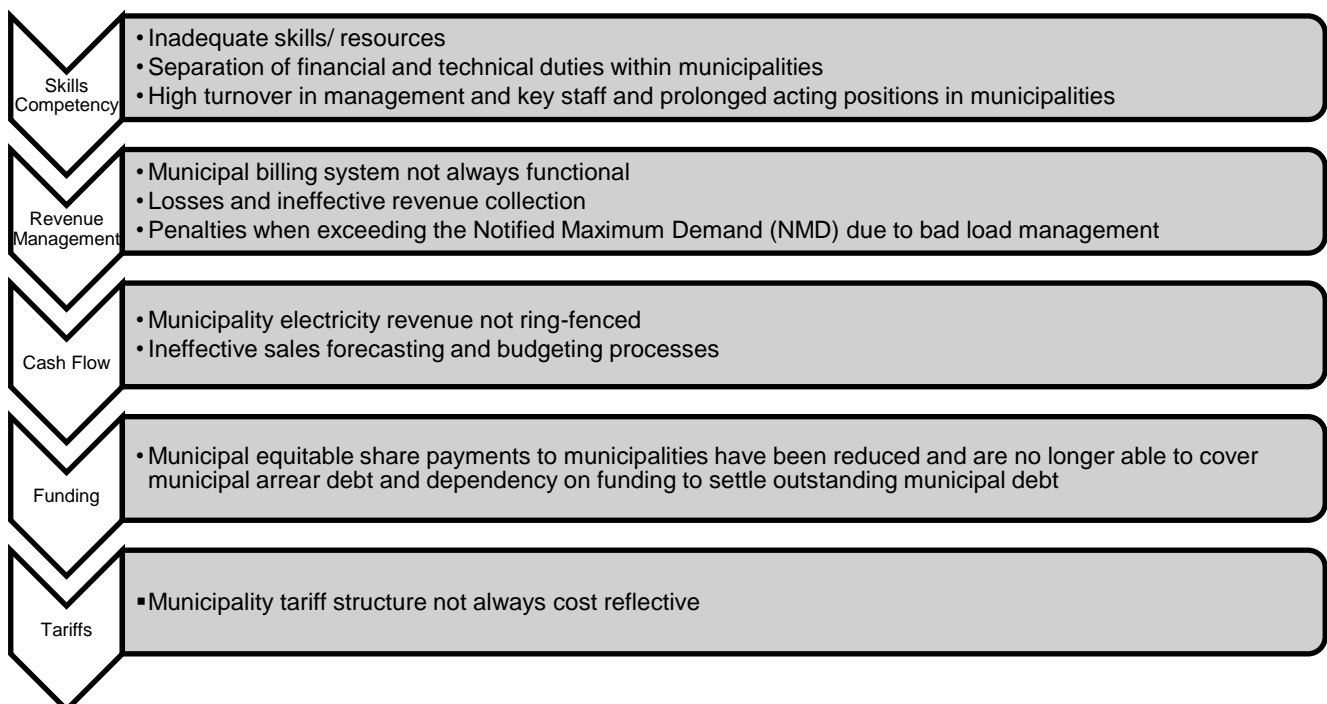 Skills
Competency
• Inadequate skills/ resources
• Separation of financial and technical duties within municipalities
• High turnover in management and key staff and prolonged acting positions in municipalities
Revenue
Management
• Municipal billing system not always functional
• Losses and ineffective revenue collection
• Penalties when exceeding the Notified Maximum Demand (NMD) due to bad load management
Cash Flow
• Municipality electricity revenue not ring-fenced
• Ineffective sales forecasting and budgeting processes
Funding
• Municipal equitable share payments to municipalities have been reduced and are no longer able to cover
municipal arrear debt and dependency on funding to settle outstanding municipal debt
Tariffs
▪Municipality tariff structure not always cost reflective